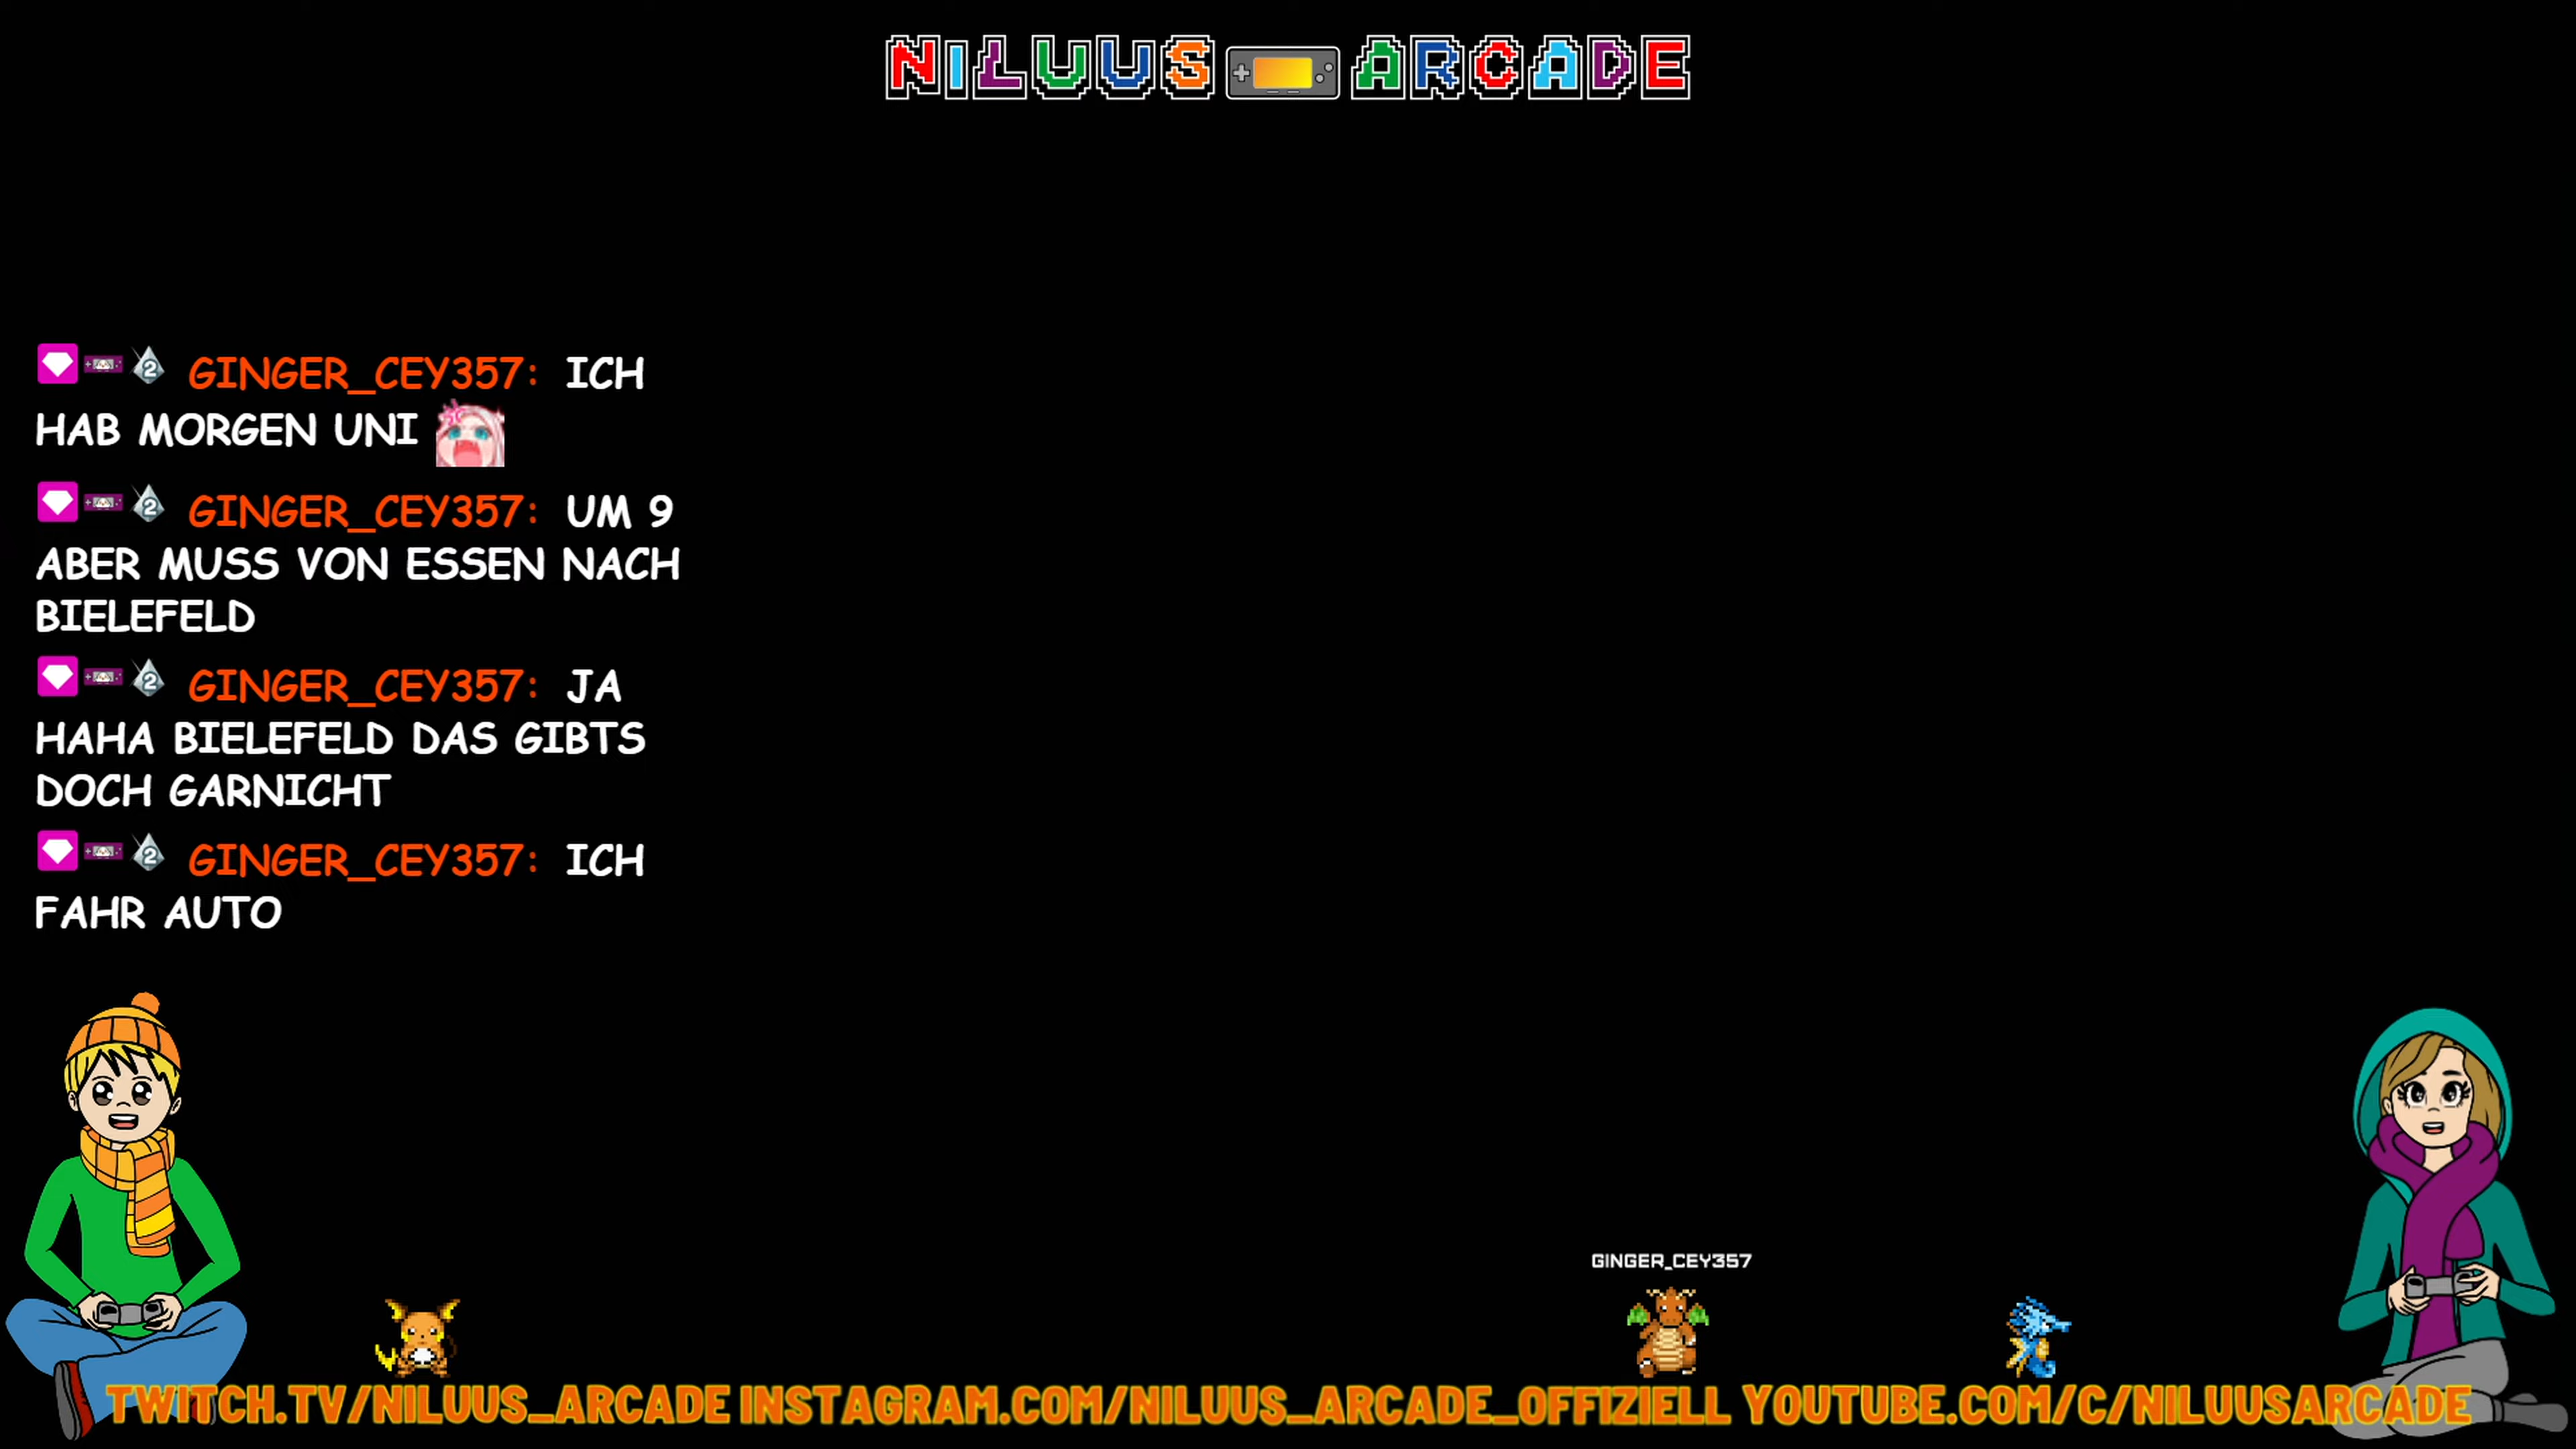 NILUUS ARCADE
GINGER_CEY357: ICH
HAB MORGEN UNI
GINGER_CEY357: UM 9
ABER MUSS VON ESSEN NACH
BIELEFELD
GINGER_CEY357: JA
HAHA BIELEFELD DAS GIBTS
DOCH GARNICHT
GINGER_CEY357: ICH
FAHR AUTO
GINGER_CEY357
TWITCH.TV/NILUUS_ARCADE INSTAGRAM.COM/NILUUS_ARCADE_OFFIZIELL YOUTUBE.COM/C/NILUUSARCADE